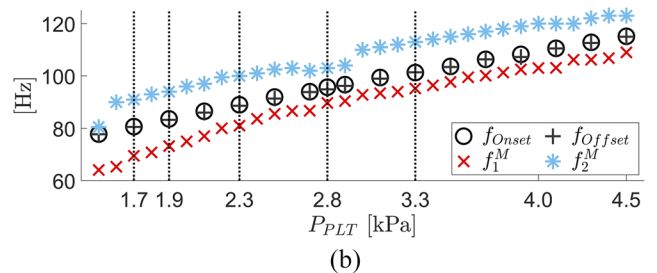 120
100
80
60
[Hz]
f_Onset f_Offset
f_1^M f_2^M
1.7 1.9 2.3 2.8 3.3 4.0 4.5
P_PLT [kPa]
(b)